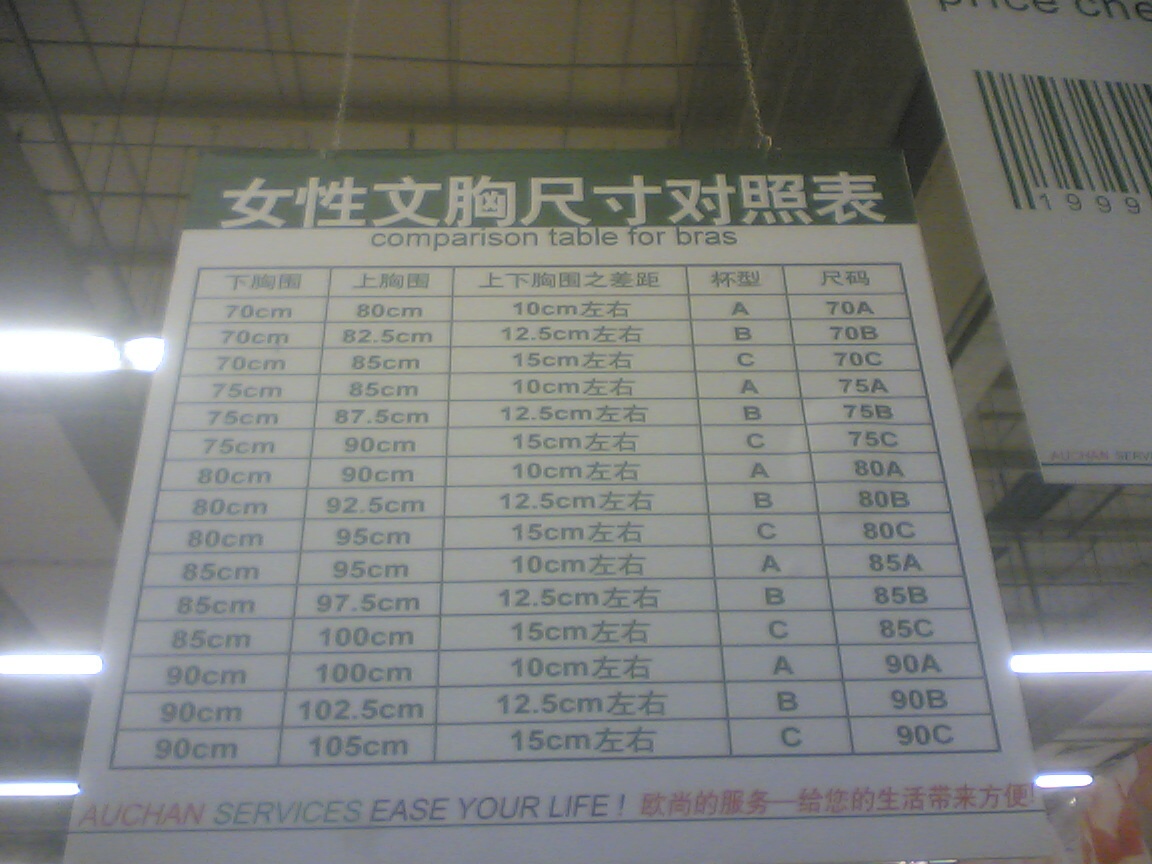 price che
1999
AUCHAN SERVI
女性文胸尺寸对照表
comparison table for bras
下胸围 上胸围 上下胸围之差距 杯型 尺码
70cm 80cm 10cm左右 A 70A
70cm 82.5cm 12.5cm左右 B 70B
70cm 85cm 15cm左右 C 70C
75cm 85cm 10cm左右 A 75A
75cm 87.5cm 12.5cm左右 B 75B
75cm 90cm 15cm左右 C 75C
80cm 90cm 10cm左右 A 80A
80cm 92.5cm 12.5cm左右 B 80B
80cm 95cm 15cm左右 C 80C
85cm 95cm 10cm左右 A 85A
85cm 97.5cm 12.5cm左右 B 85B
85cm 100cm 15cm左右 C 85C
90cm 100cm 10cm左右 A 90A
90cm 102.5cm 12.5cm左右 B 90B
90cm 105cm 15cm左右 C 90C
AUCHAN SERVICES EASE YOUR LIFE! 欧尚的服务—给您的生活带来方便!